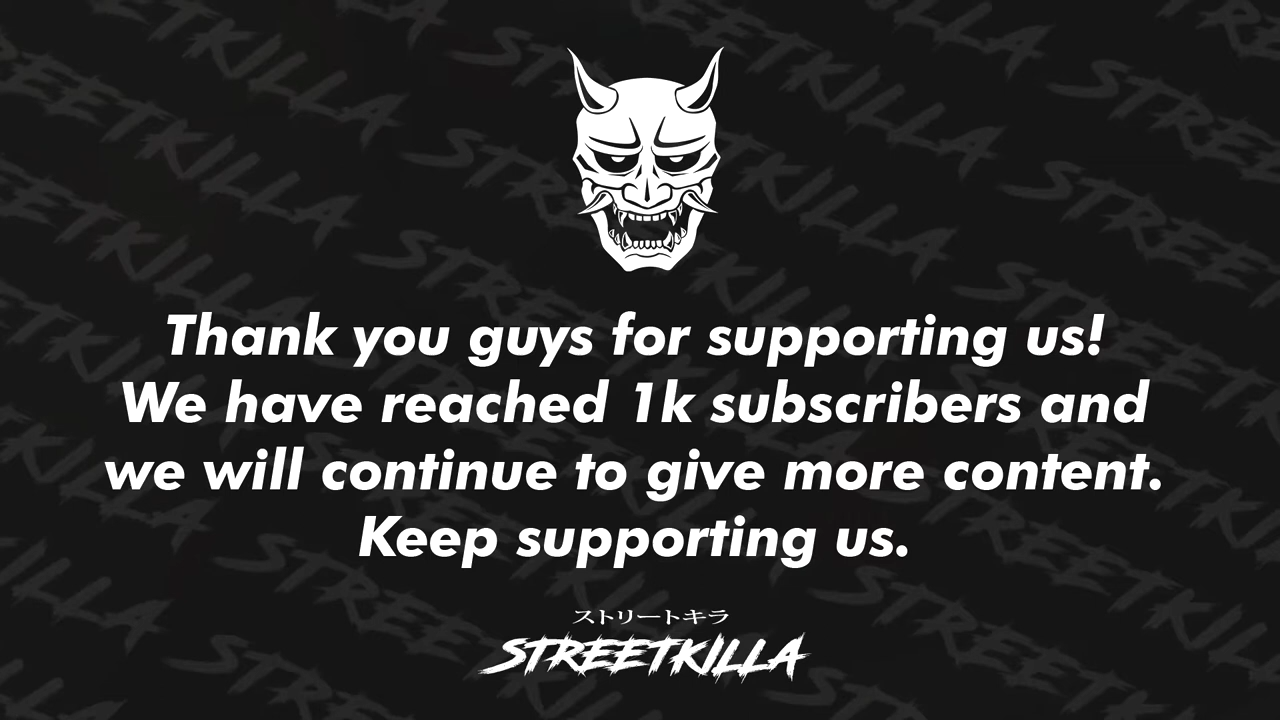 Thank you guys for supporting us!
We have reached 1k subscribers and
we will continue to give more content.
Keep supporting us.
ストリートキラ
STREETKILLA